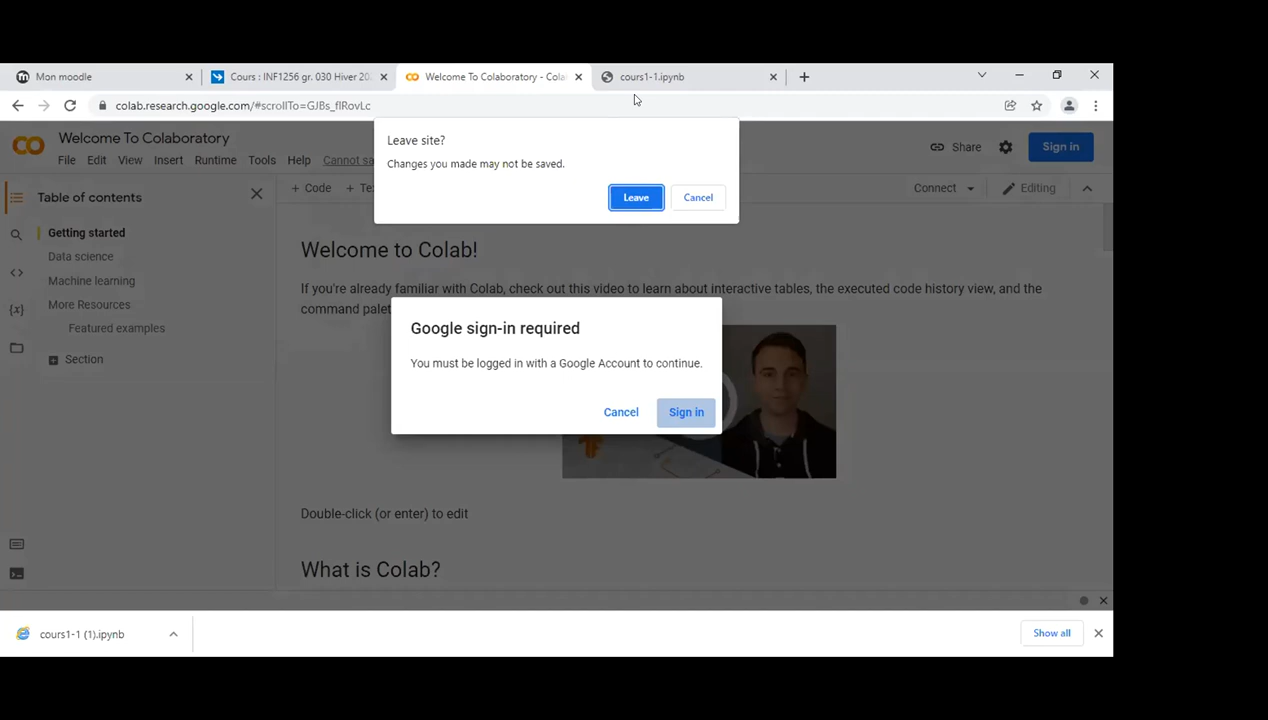 Mon moodle
Cours : INF1256 gr. 030 Hiver 20
Welcome To Colaboratory - Cola
cours1-1.ipynb
colab.research.google.com/#scrollTo=GJBs_flRovLc
Leave site?
Changes you made may not be saved.
Leave
Cancel
Welcome To Colaboratory
File Edit View Insert Runtime Tools Help Cannot sa
Share
Sign in
Table of contents
+ Code + Te
Connect
Editing
Getting started
Data science
Machine learning
More Resources
Featured examples
Section
Welcome to Colab!
If you're already familiar with Colab, check out this video to learn about interactive tables, the executed code history view, and the
command palet
Google sign-in required
You must be logged in with a Google Account to continue.
Cancel
Sign in
Double-click (or enter) to edit
What is Colab?
cours1-1 (1).ipynb
Show all